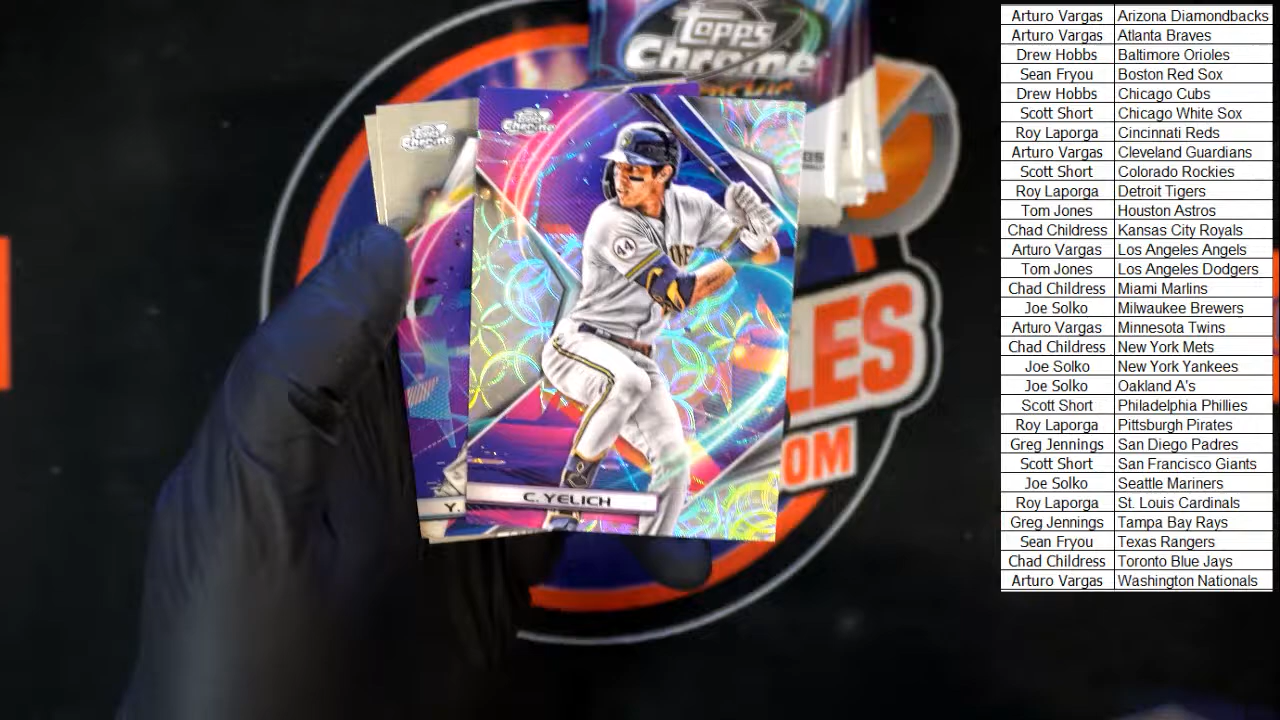 Topps
Chrome
Topps
Chrome
Topps
Chrome
44
C. YELICH
Y.
LES
OM
Arturo Vargas Arizona Diamondbacks
Arturo Vargas Atlanta Braves
Drew Hobbs Baltimore Orioles
Sean Fryou Boston Red Sox
Drew Hobbs Chicago Cubs
Scott Short Chicago White Sox
Roy Laporga Cincinnati Reds
Arturo Vargas Cleveland Guardians
Scott Short Colorado Rockies
Roy Laporga Detroit Tigers
Tom Jones Houston Astros
Chad Childress Kansas City Royals
Arturo Vargas Los Angeles Angels
Tom Jones Los Angeles Dodgers
Chad Childress Miami Marlins
Joe Solko Milwaukee Brewers
Arturo Vargas Minnesota Twins
Chad Childress New York Mets
Joe Solko New York Yankees
Joe Solko Oakland A's
Scott Short Philadelphia Phillies
Roy Laporga Pittsburgh Pirates
Greg Jennings San Diego Padres
Scott Short San Francisco Giants
Joe Solko Seattle Mariners
Roy Laporga St. Louis Cardinals
Greg Jennings Tampa Bay Rays
Sean Fryou Texas Rangers
Chad Childress Toronto Blue Jays
Arturo Vargas Washington Nationals